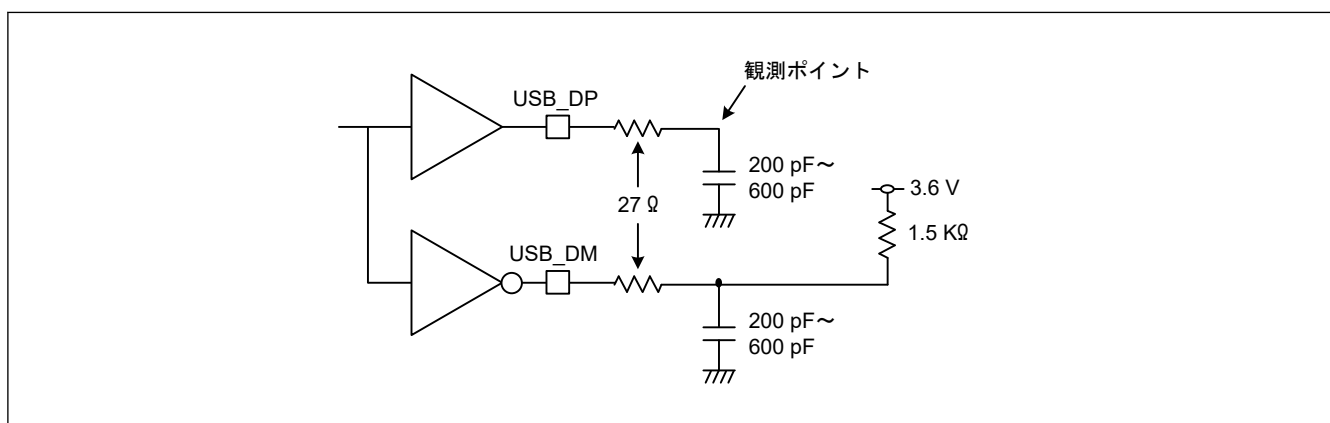 観測ポイント
USB_DP
200 pF～
600 pF
3.6 V
27 Ω
1.5 KΩ
USB_DM
200 pF～
600 pF